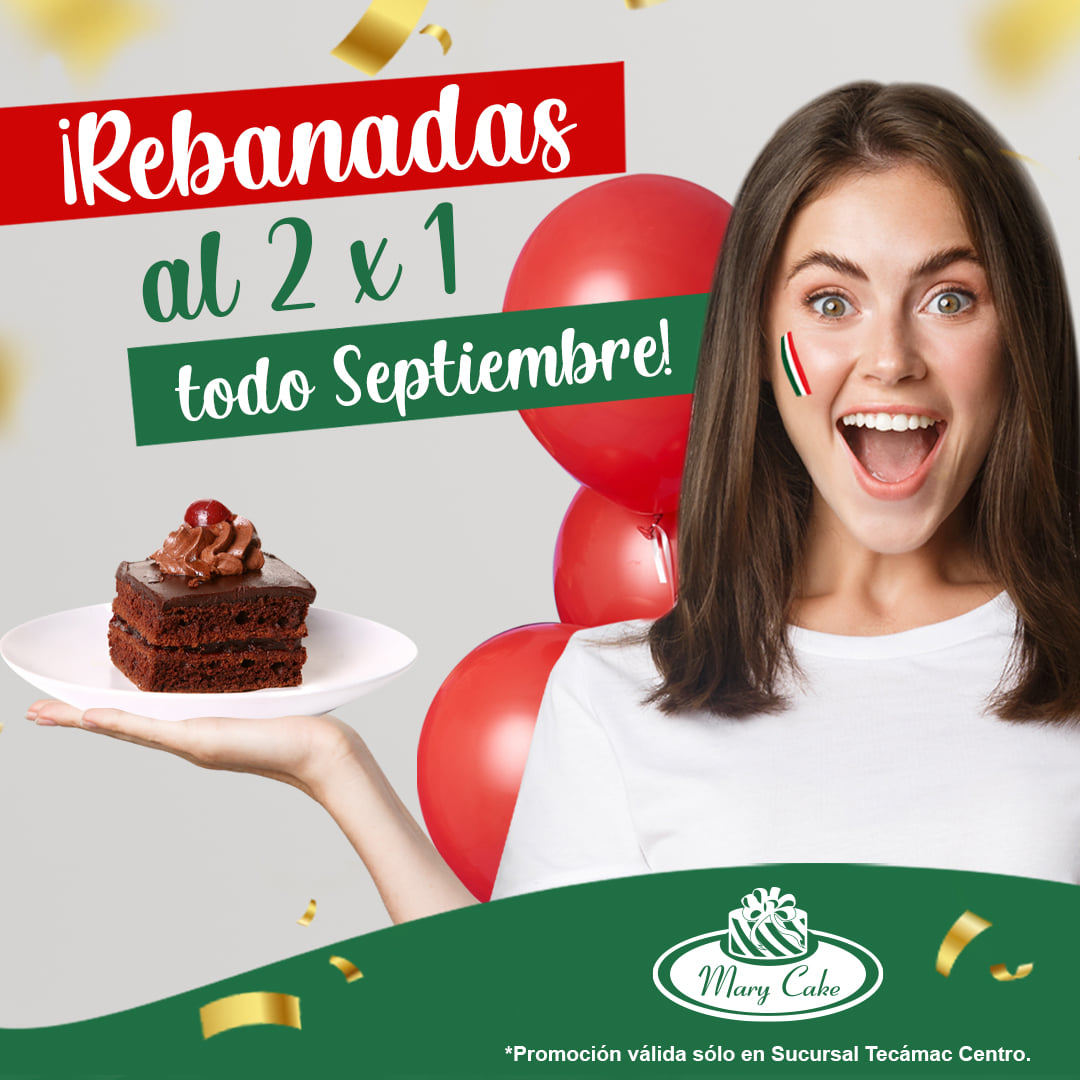 ¡Rebanadas
al 2 x 1
todo Septiembre!
Mary Cake
*Promoción válida sólo en Sucursal Tecámac Centro.